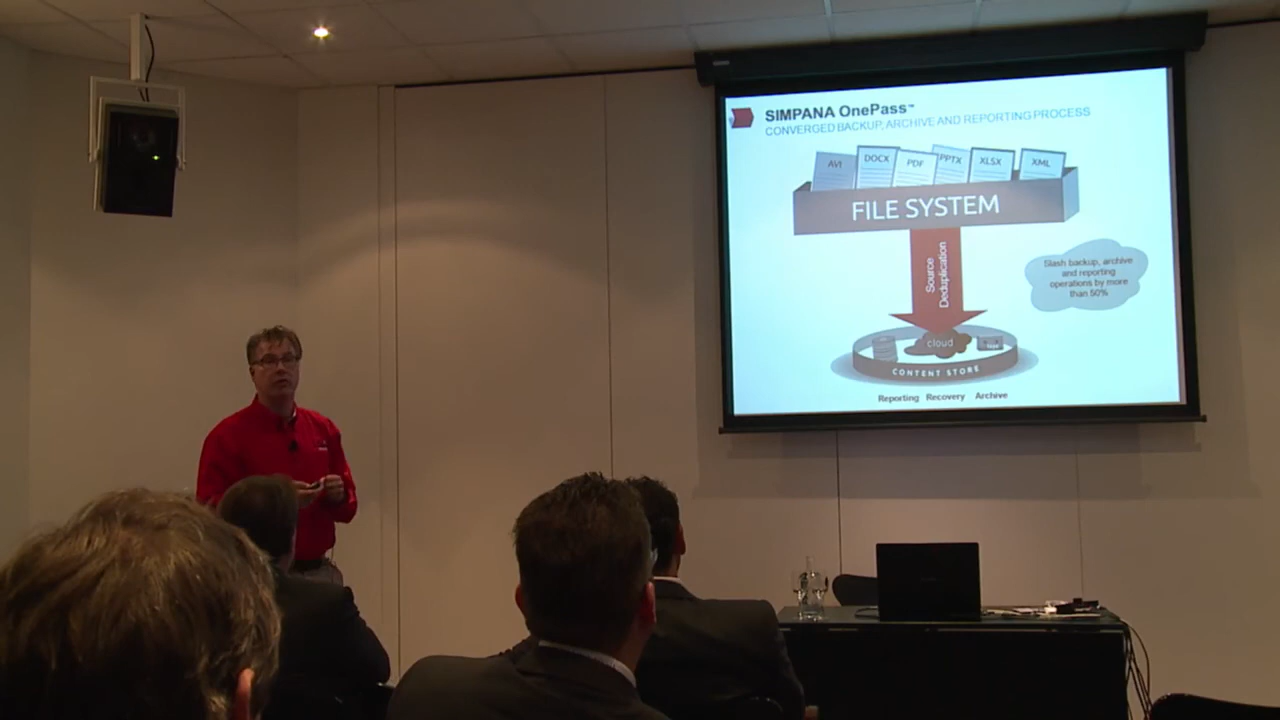 SIMPANA OnePass™
CONVERGED BACKUP, ARCHIVE AND REPORTING PROCESS
AVI
DOCX
PDF
PPTX
XLSX
XML
FILE SYSTEM
Source
Deduplication
Slash backup, archive
and reporting
operations by more
than 50%
cloud
CONTENT STORE
Reporting Recovery Archive